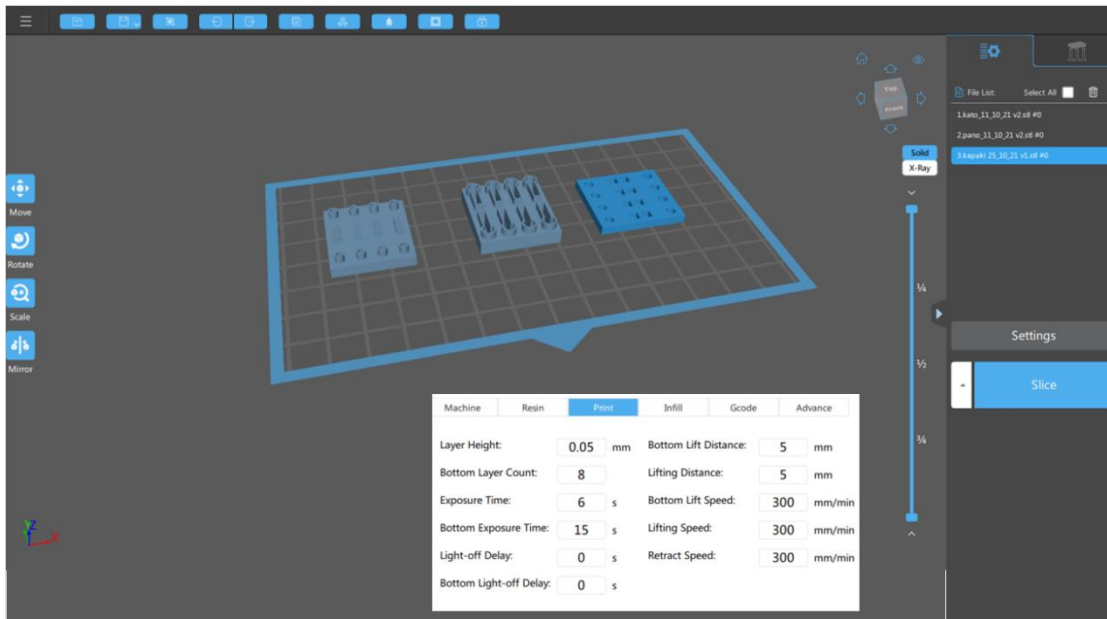 File List:
Select All
1.kato_11_10_21 v2.stl #0
2.pano_11_10_21 v2.stl #0
3.kapaki 25_10_21 v1.stl #0
Top
Front
Solid
X-Ray
Move
Rotate
Scale
Mirror
¼
½
¾
Settings
Slice
Machine Resin Print Infill Gcode Advance
Layer Height: 0.05 mm
Bottom Layer Count: 8
Exposure Time: 6 s
Bottom Exposure Time: 15 s
Light-off Delay: 0 s
Bottom Light-off Delay: 0 s
Bottom Lift Distance: 5 mm
Lifting Distance: 5 mm
Bottom Lift Speed: 300 mm/min
Lifting Speed: 300 mm/min
Retract Speed: 300 mm/min
Z
Y
X